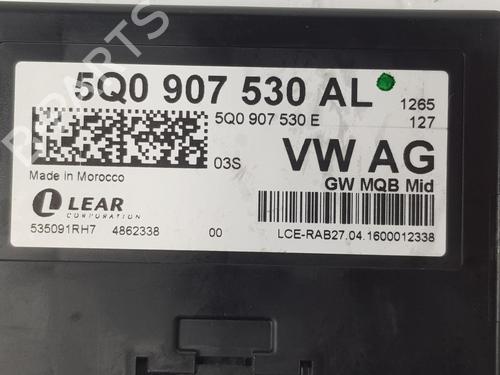 5Q0 907 530 AL
1265
5Q0 907 530 E
127
03S
VW AG
Made in Morocco
GW MQB Mid
LEAR
CORPORATION
535091RH7 4862338 00
LCE-RAB27.04.1600012338